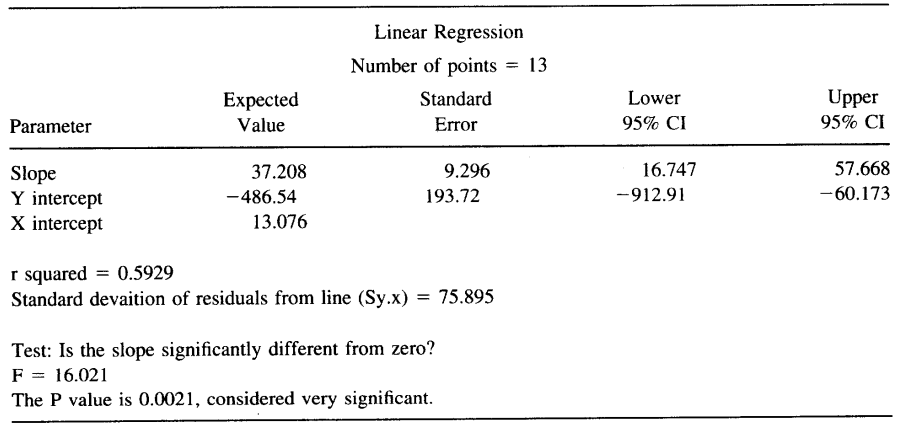 Linear Regression
Number of points = 13
Parameter Expected Value Standard Error Lower 95% CI Upper 95% CI
Slope 37.208 9.296 16.747 57.668
Y intercept −486.54 193.72 −912.91 −60.173
X intercept 13.076
r squared = 0.5929
Standard devaition of residuals from line (Sy.x) = 75.895
Test: Is the slope significantly different from zero?
F = 16.021
The P value is 0.0021, considered very significant.